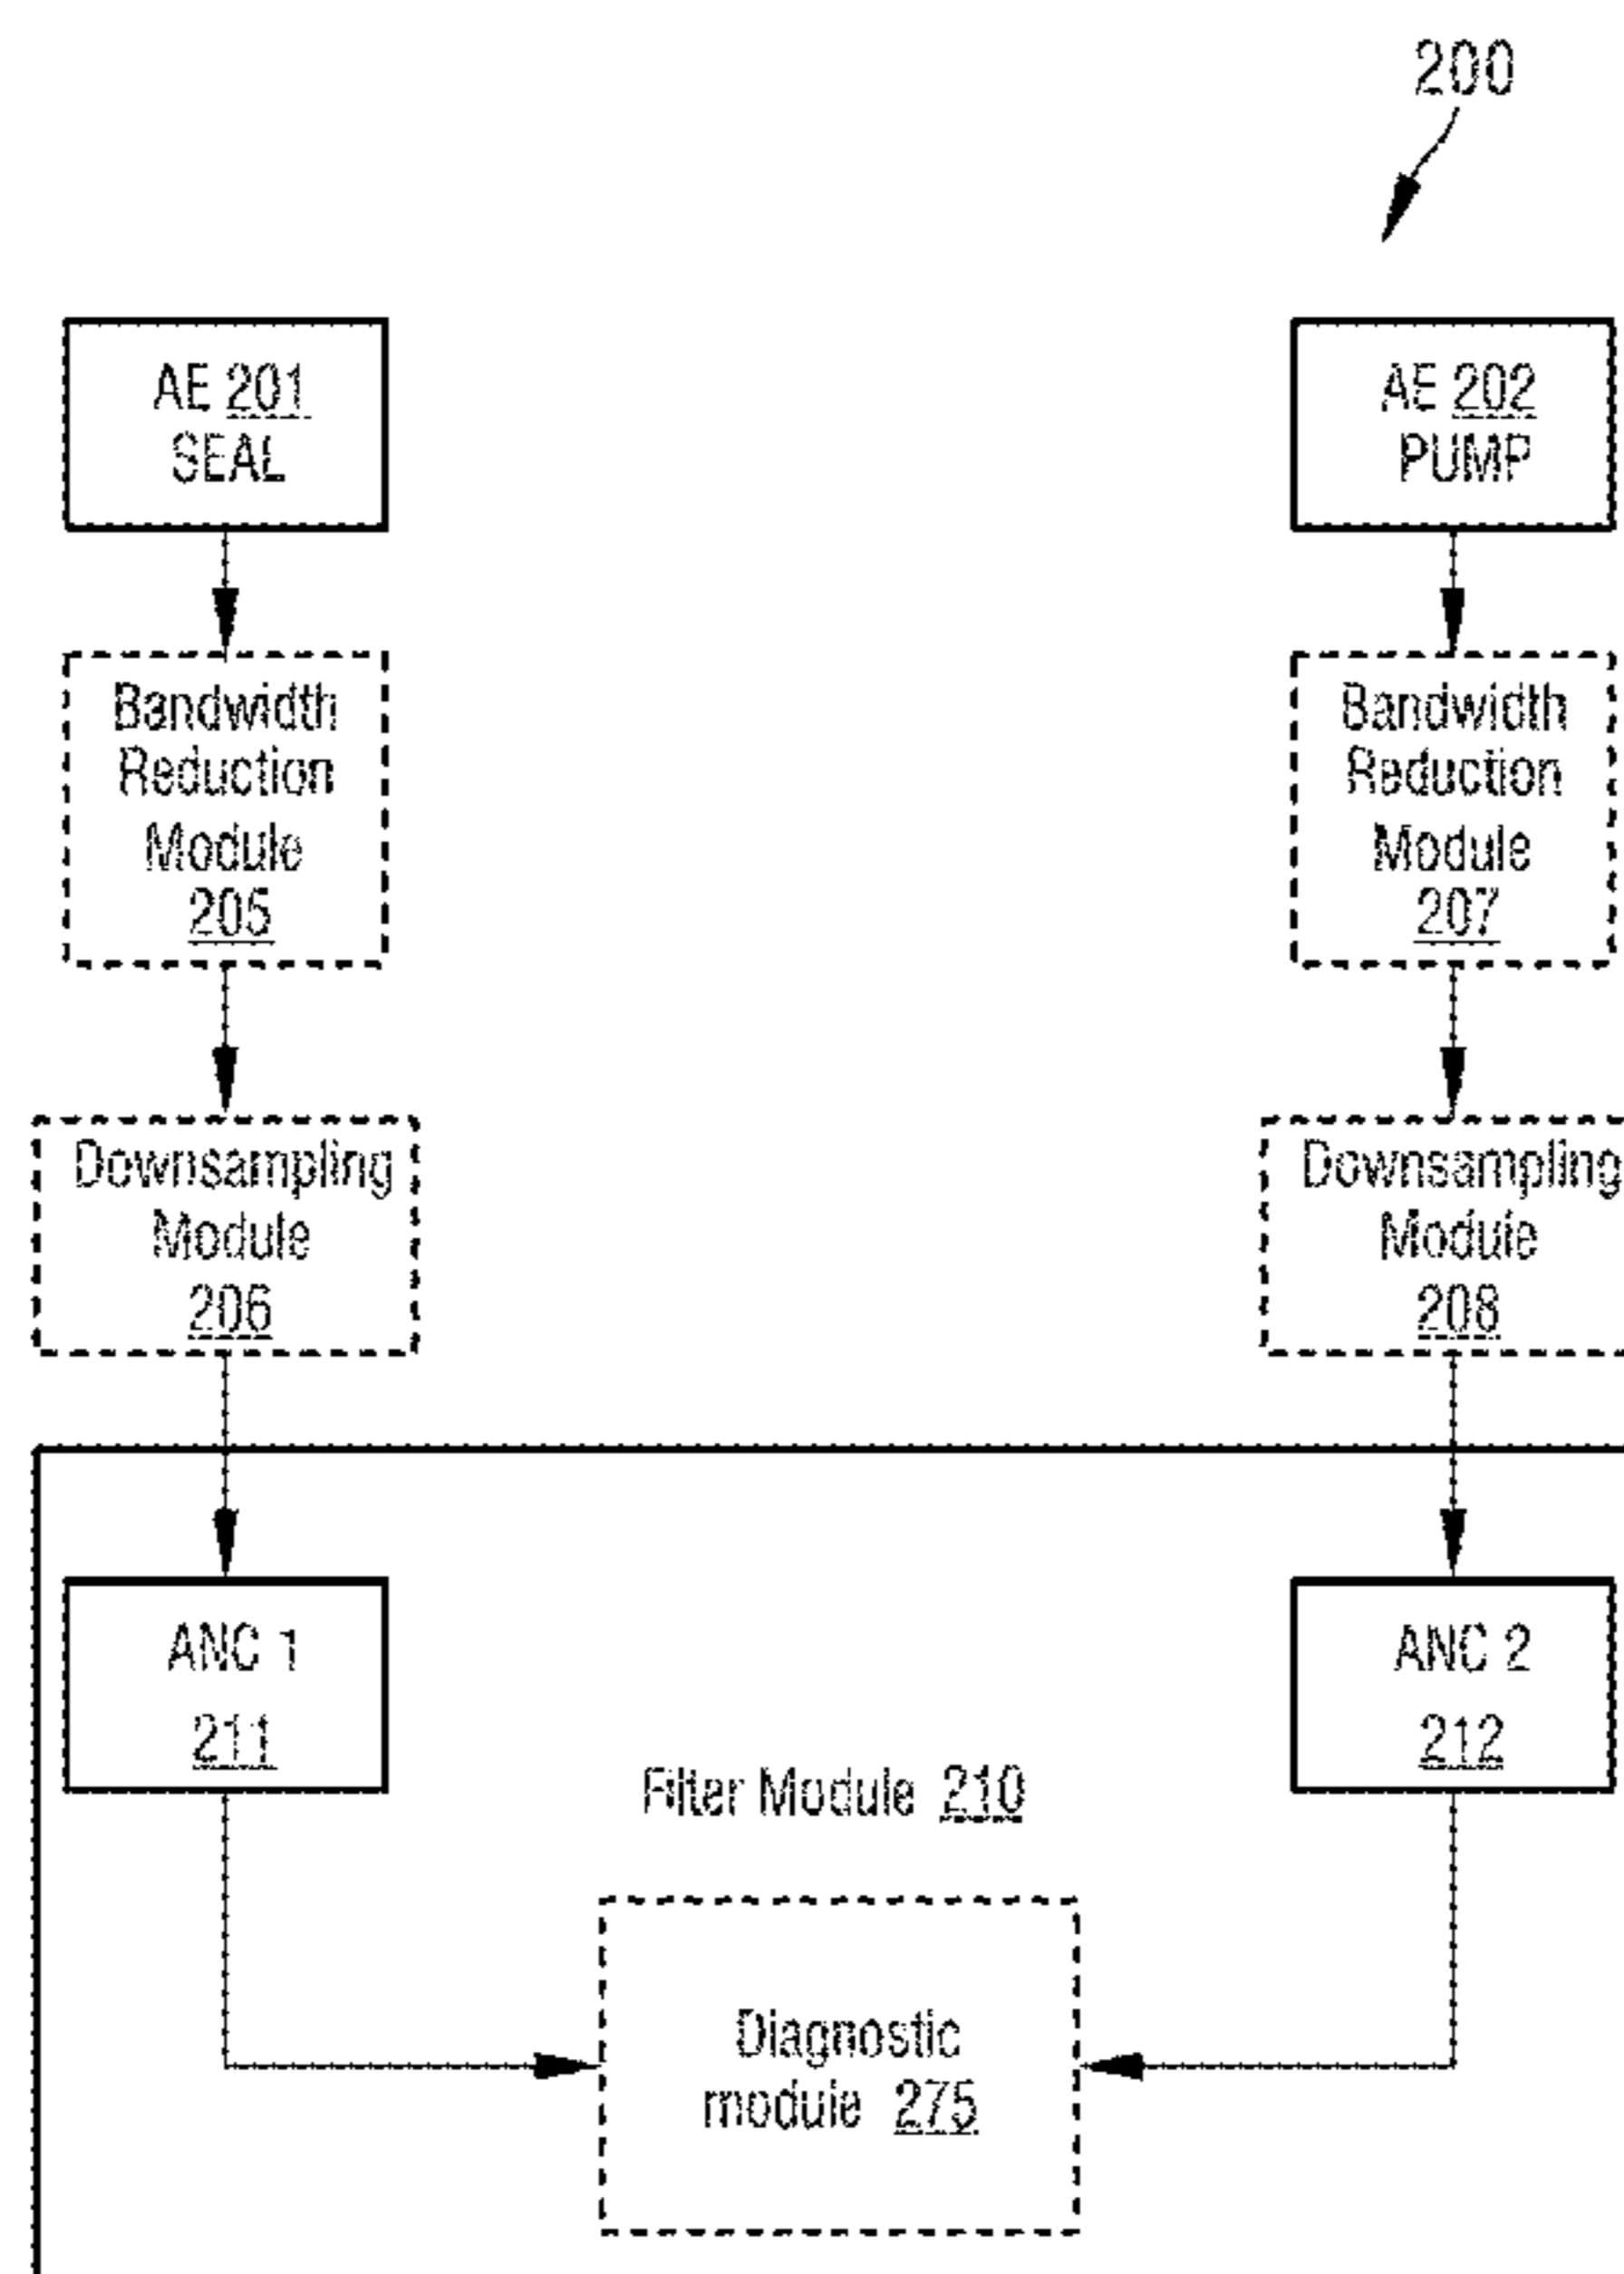 200
AE 201
SEAL
AE 202
PUMP
Bandwidth
Reduction
Module
205
Bandwidth
Reduction
Module
207
Downsampling
Module
206
Downsampling
Module
208
ANC 1
211
ANC 2
212
Filter Module 210
Diagnostic
module 275